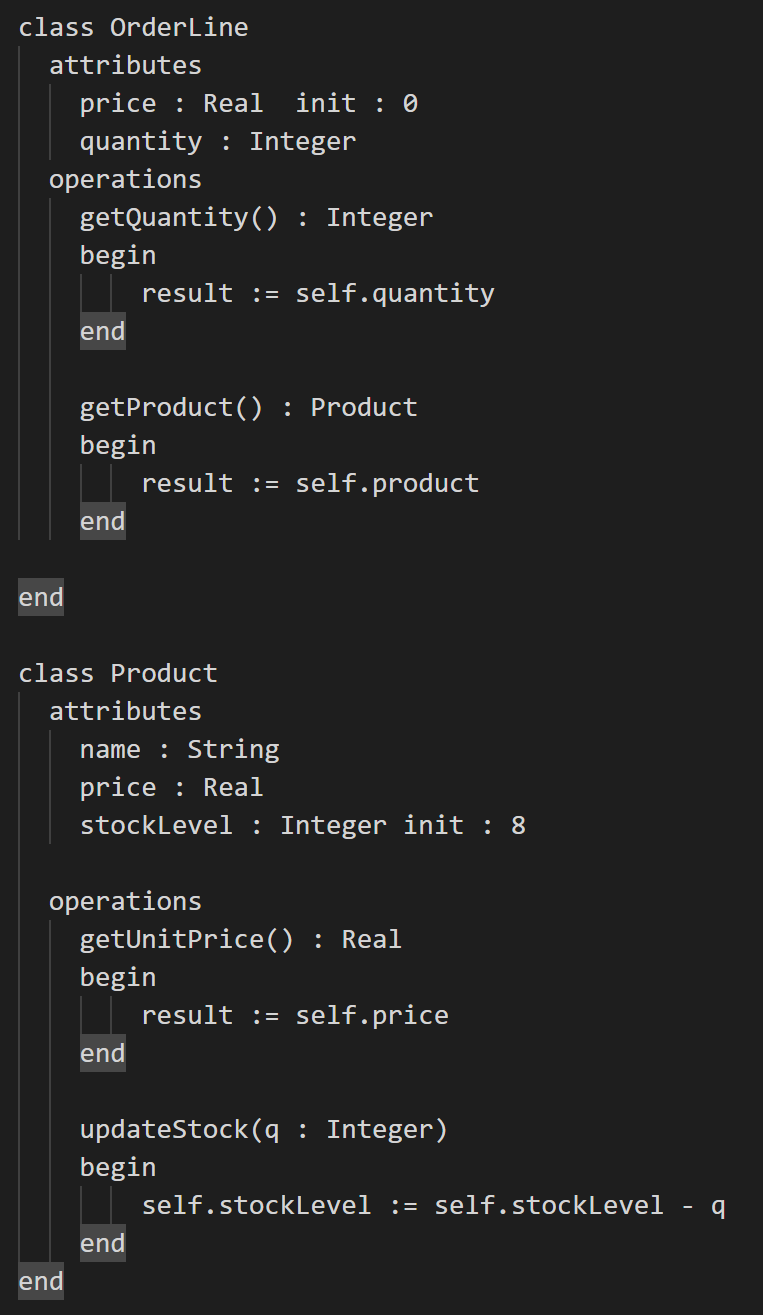 class OrderLine
  attributes
    price : Real  init : 0
    quantity : Integer
  operations
    getQuantity() : Integer
    begin
        result := self.quantity
    end

    getProduct() : Product
    begin
        result := self.product
    end

end

class Product
  attributes
    name : String
    price : Real
    stockLevel : Integer init : 8

  operations
    getUnitPrice() : Real
    begin
        result := self.price
    end

    updateStock(q : Integer)
    begin
        self.stockLevel := self.stockLevel - q
    end
end